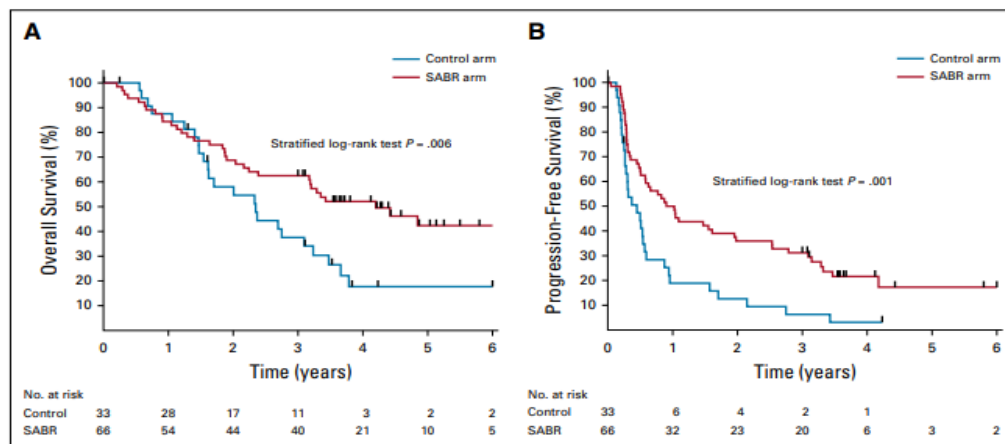 A
Control arm
SABR arm
Stratified log-rank test P = .006
Overall Survival (%)
100
90
80
70
60
50
40
30
20
10
0 1 2 3 4 5 6
Time (years)
No. at risk
Control 33 28 17 11 3 2 2
SABR 66 54 44 40 21 10 5
B
Control arm
SABR arm
Stratified log-rank test P = .001
Progression-Free Survival (%)
100
90
80
70
60
50
40
30
20
10
0 1 2 3 4 5 6
Time (years)
No. at risk
Control 33 6 4 2 1
SABR 66 32 23 20 6 3 2